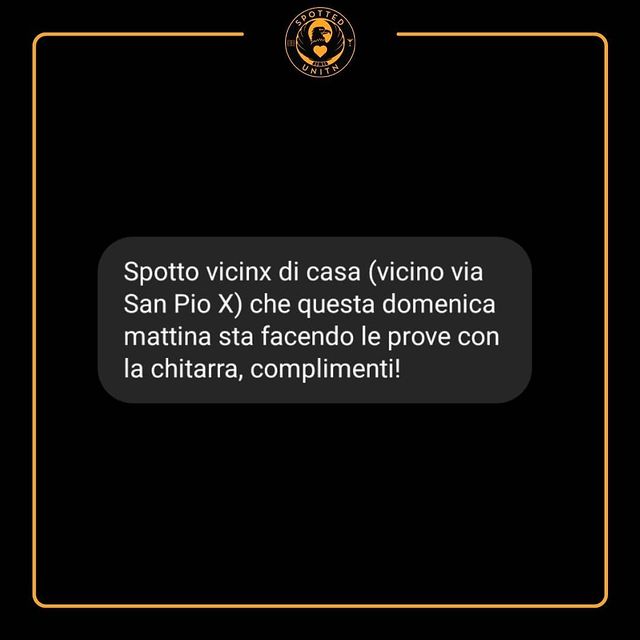 SPOTTED
UNITN
Spotto vicinx di casa (vicino via
San Pio X) che questa domenica
mattina sta facendo le prove con
la chitarra, complimenti!